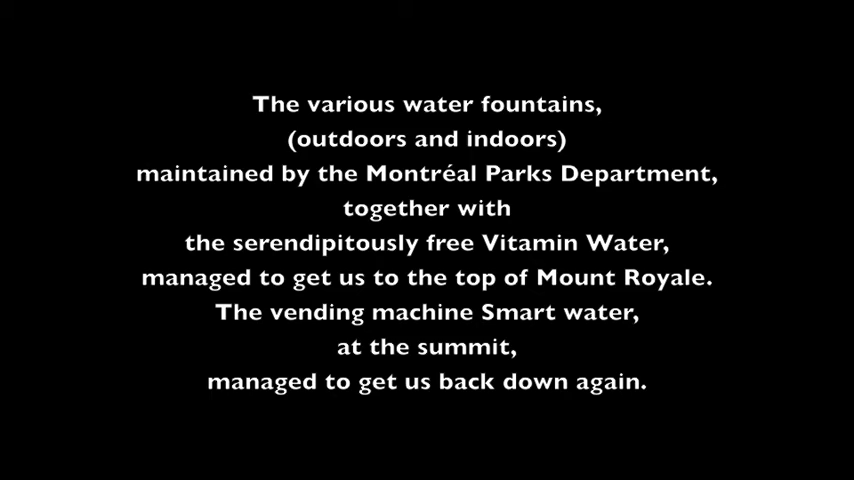 The various water fountains,
(outdoors and indoors)
maintained by the Montréal Parks Department,
together with
the serendipitously free Vitamin Water,
managed to get us to the top of Mount Royale.
The vending machine Smart water,
at the summit,
managed to get us back down again.